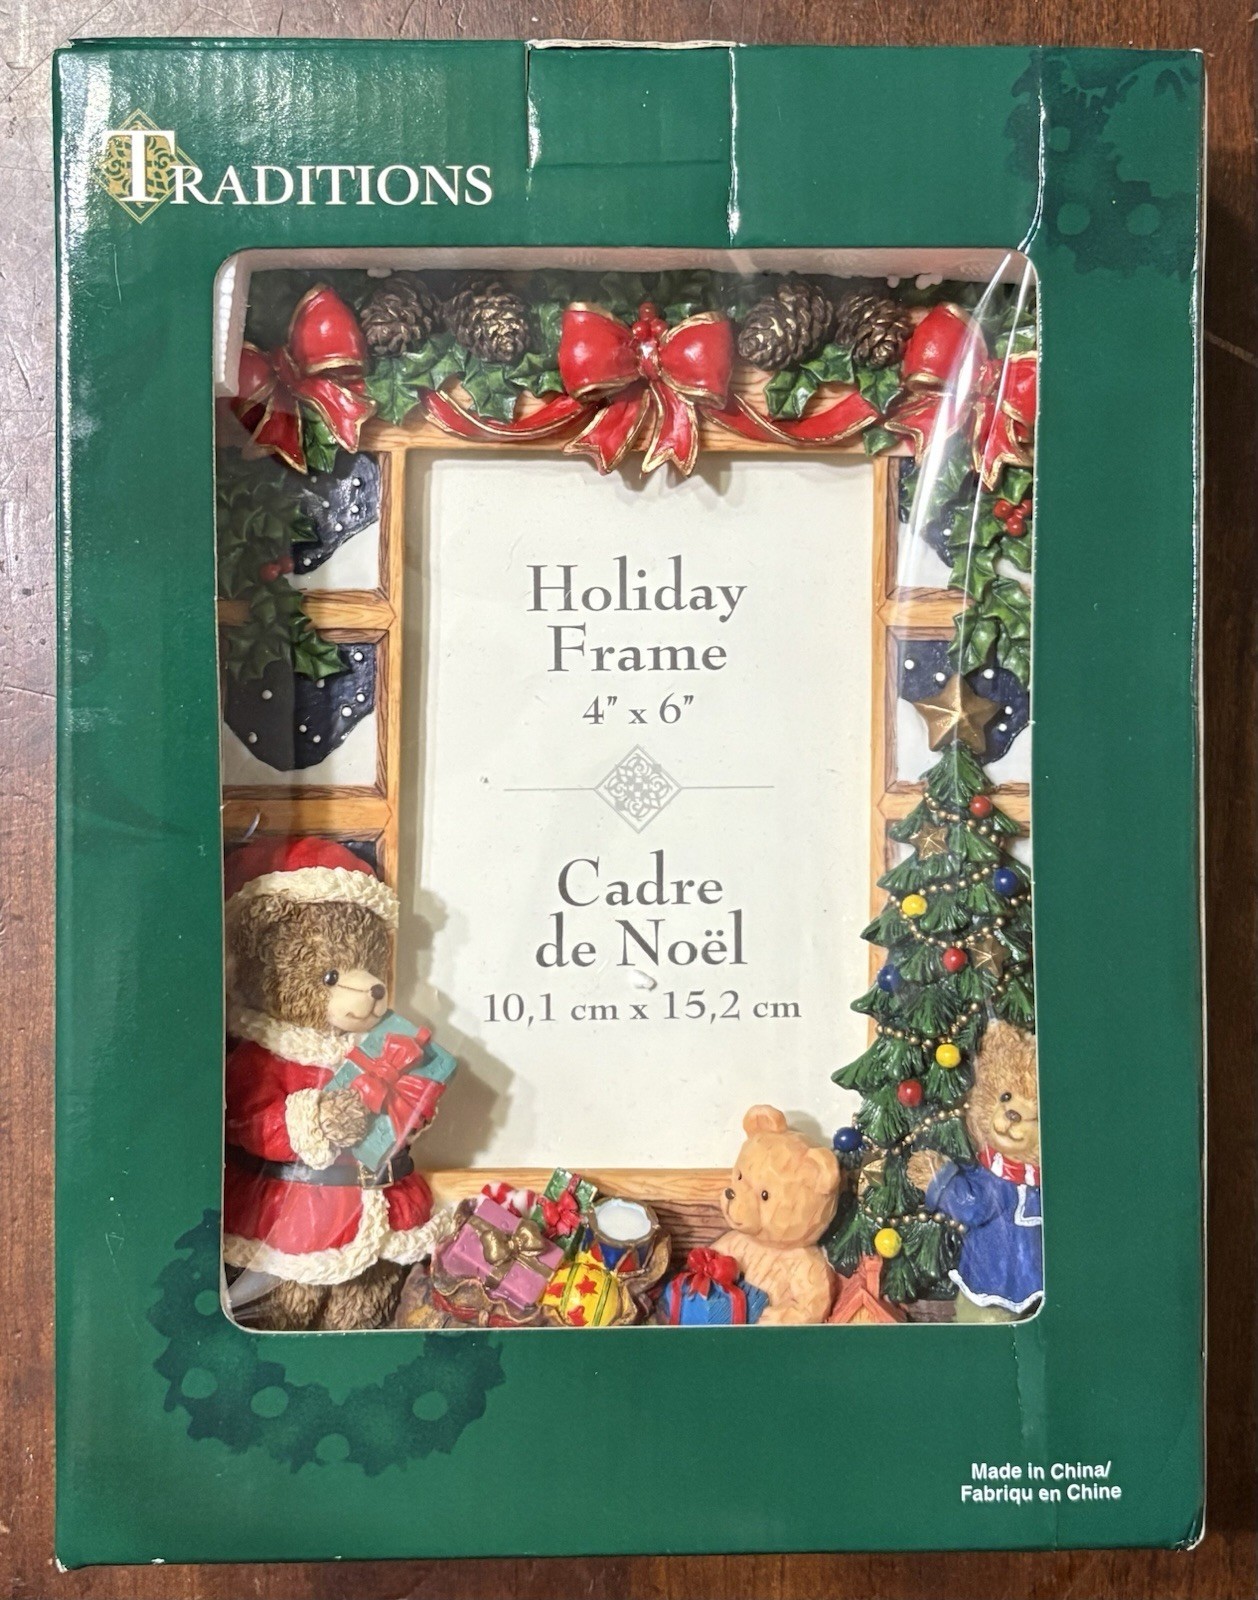 TRADITIONS
Holiday
Frame
4" x 6"
Cadre
de Noël
10,1 cm x 15,2 cm
Made in China/
Fabriqu en Chine